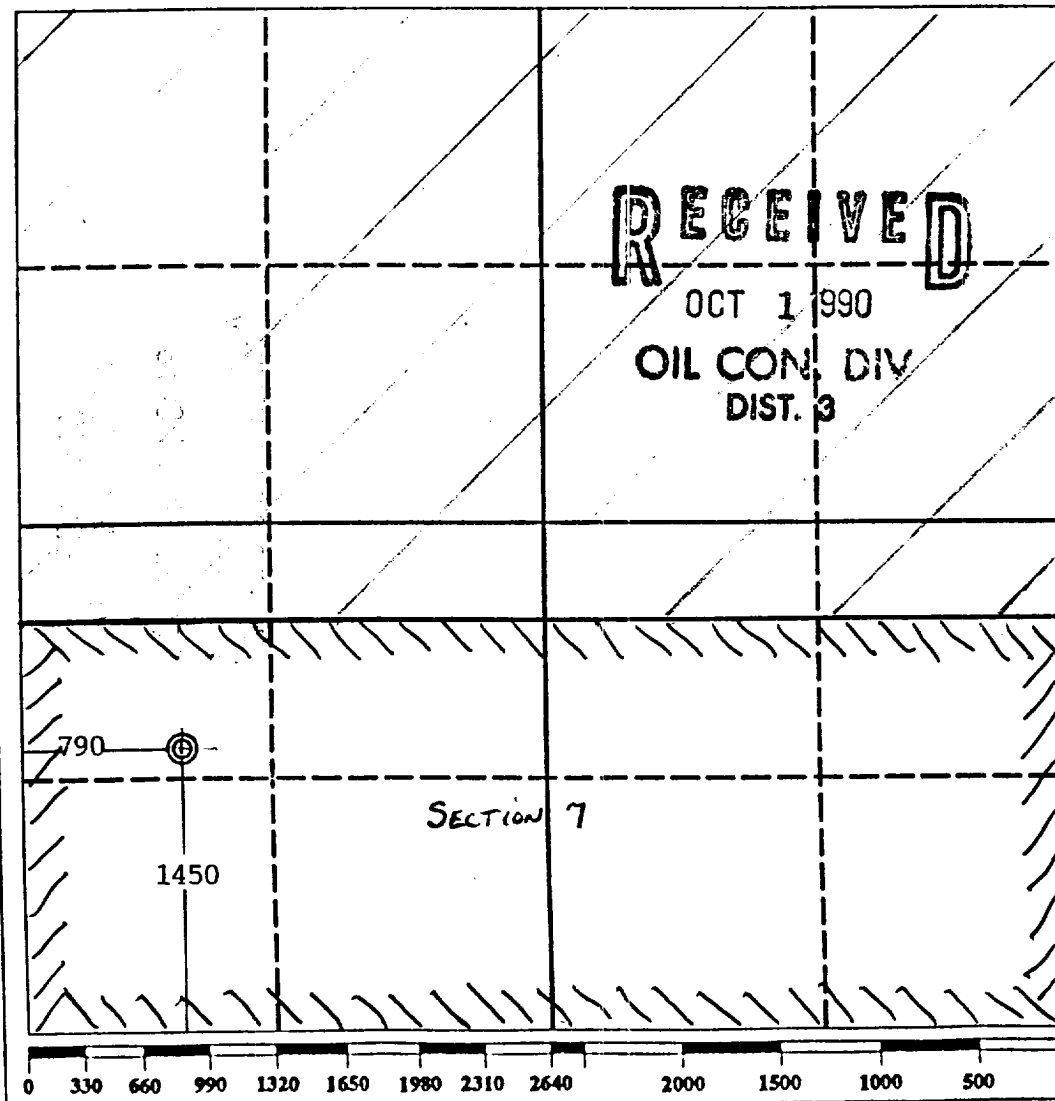 RECEIVED
OCT 1 1990
OIL CON. DIV
DIST. 3
790
SECTION 7
1450
0 330 660 990 1320 1650 1980 2310 2640 2000 1500 1000 500